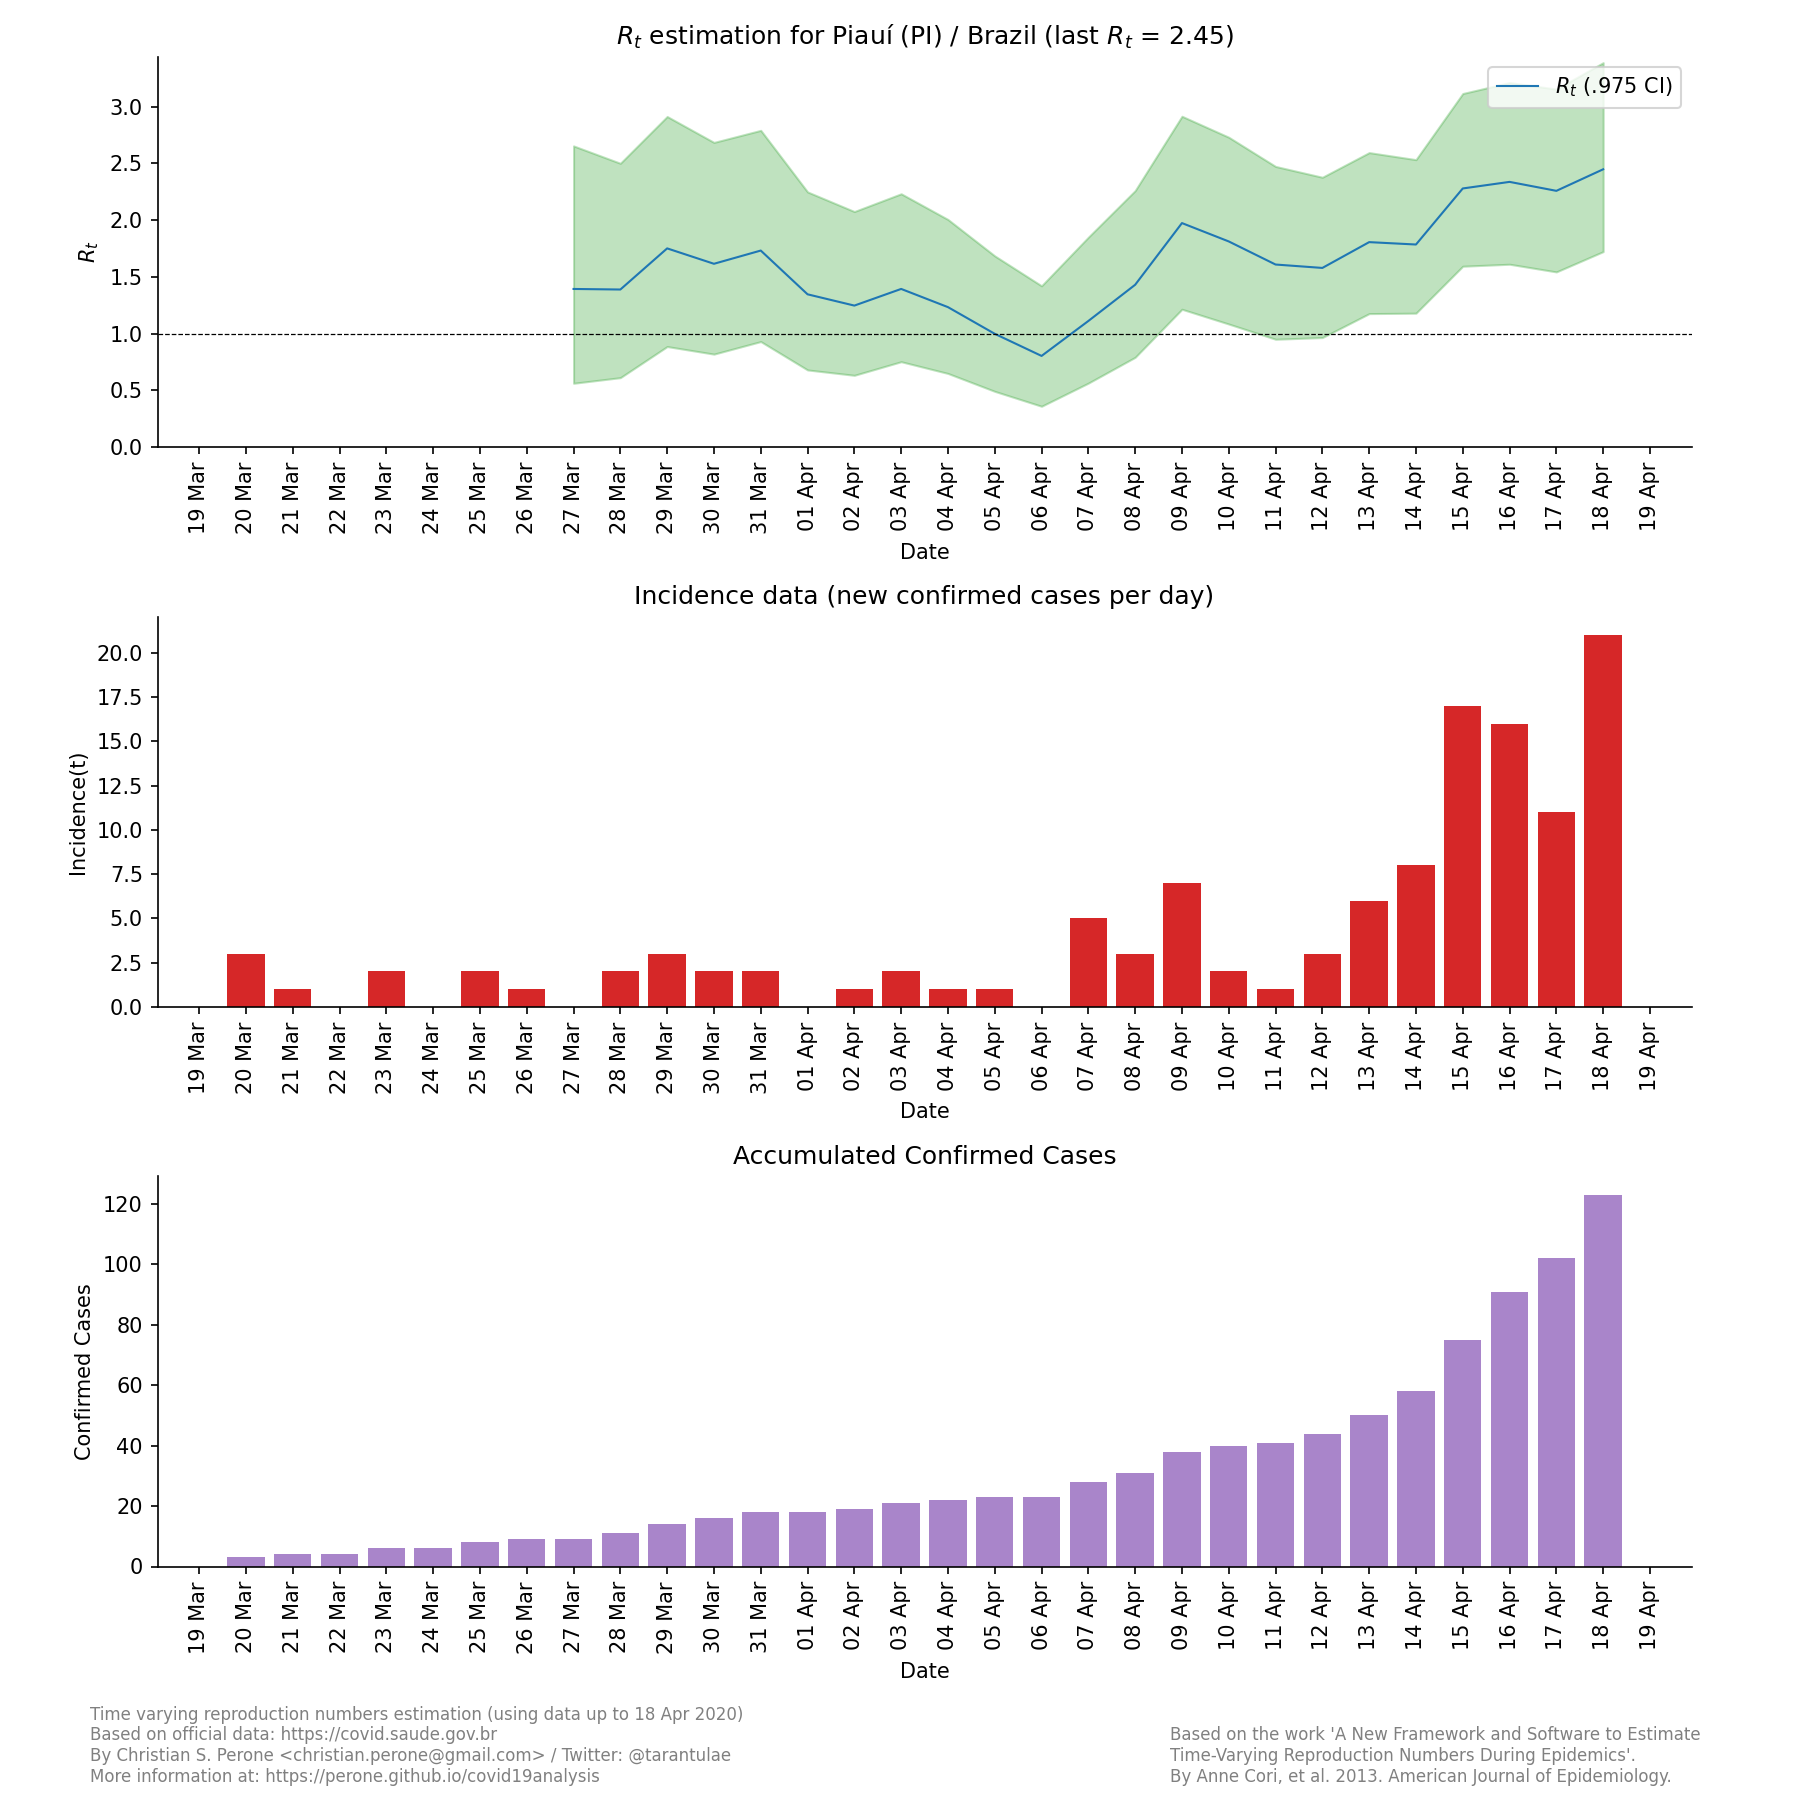 R_t estimation for Piauí (PI) / Brazil (last R_t = 2.45)
R_t (.975 CI)
R_t
3.0
2.5
2.0
1.5
1.0
0.5
0.0
19 Mar 20 Mar 21 Mar 22 Mar 23 Mar 24 Mar 25 Mar 26 Mar 27 Mar 28 Mar 29 Mar 30 Mar 31 Mar 01 Apr 02 Apr 03 Apr 04 Apr 05 Apr 06 Apr 07 Apr 08 Apr 09 Apr 10 Apr 11 Apr 12 Apr 13 Apr 14 Apr 15 Apr 16 Apr 17 Apr 18 Apr 19 Apr
Date
Incidence data (new confirmed cases per day)
Incidence(t)
20.0
17.5
15.0
12.5
10.0
7.5
5.0
2.5
0.0
19 Mar 20 Mar 21 Mar 22 Mar 23 Mar 24 Mar 25 Mar 26 Mar 27 Mar 28 Mar 29 Mar 30 Mar 31 Mar 01 Apr 02 Apr 03 Apr 04 Apr 05 Apr 06 Apr 07 Apr 08 Apr 09 Apr 10 Apr 11 Apr 12 Apr 13 Apr 14 Apr 15 Apr 16 Apr 17 Apr 18 Apr 19 Apr
Date
Accumulated Confirmed Cases
Confirmed Cases
120
100
80
60
40
20
0
19 Mar 20 Mar 21 Mar 22 Mar 23 Mar 24 Mar 25 Mar 26 Mar 27 Mar 28 Mar 29 Mar 30 Mar 31 Mar 01 Apr 02 Apr 03 Apr 04 Apr 05 Apr 06 Apr 07 Apr 08 Apr 09 Apr 10 Apr 11 Apr 12 Apr 13 Apr 14 Apr 15 Apr 16 Apr 17 Apr 18 Apr 19 Apr
Date
Time varying reproduction numbers estimation (using data up to 18 Apr 2020)
Based on official data: https://covid.saude.gov.br
By Christian S. Perone <christian.perone@gmail.com> / Twitter: @tarantulae
More information at: https://perone.github.io/covid19analysis
Based on the work 'A New Framework and Software to Estimate
Time-Varying Reproduction Numbers During Epidemics'.
By Anne Cori, et al. 2013. American Journal of Epidemiology.